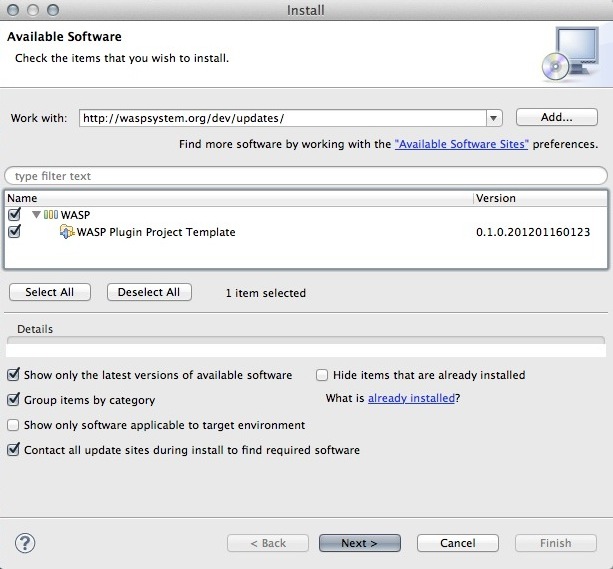 Install
Available Software
Check the items that you wish to install.
Work with: http://waspsystem.org/dev/updates/ Add...
Find more software by working with the "Available Software Sites" preferences.
type filter text
Name Version
WASP
WASP Plugin Project Template 0.1.0.201201160123
Select All Deselect All 1 item selected
Details
Show only the latest versions of available software Hide items that are already installed
Group items by category What is already installed?
Show only software applicable to target environment
Contact all update sites during install to find required software
? < Back Next > Cancel Finish